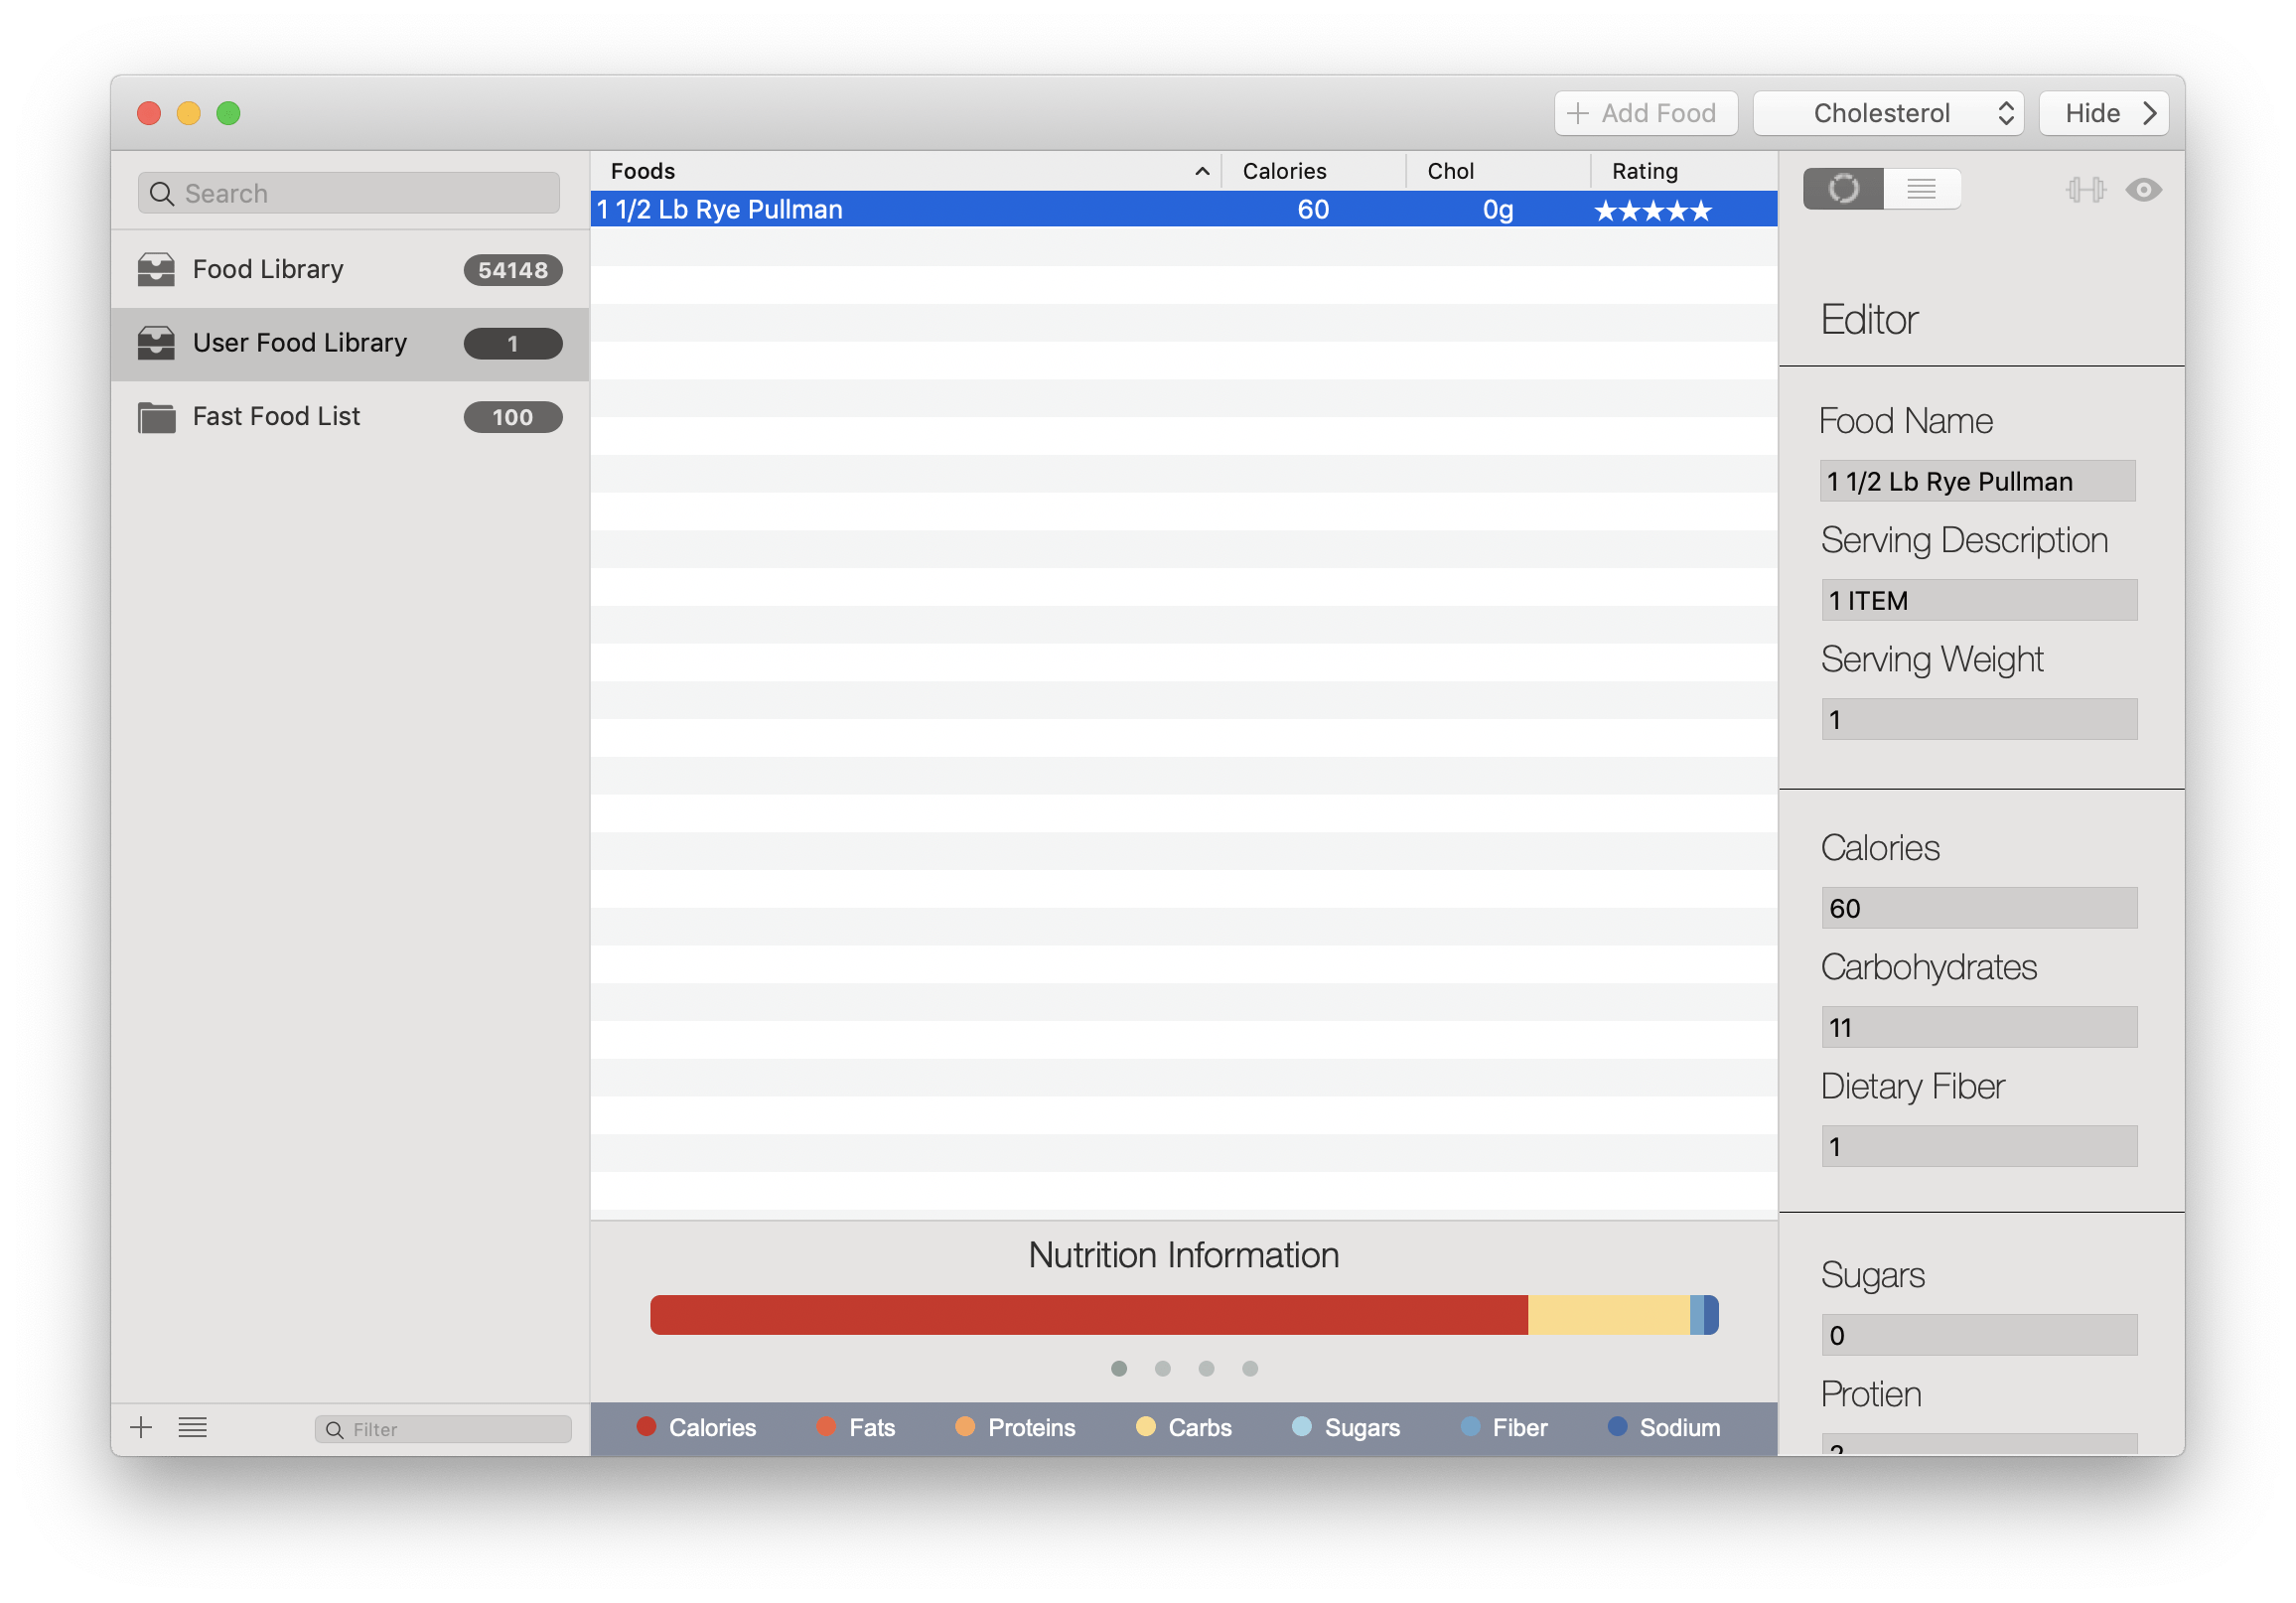 + Add Food
Cholesterol
Hide
Search
Food Library 54148
User Food Library 1
Fast Food List 100
Filter
Foods Calories Chol Rating
1 1/2 Lb Rye Pullman 60 0g ★★★★★
Nutrition Information
Calories Fats Proteins Carbs Sugars Fiber Sodium
Editor
Food Name
1 1/2 Lb Rye Pullman
Serving Description
1 ITEM
Serving Weight
1
Calories
60
Carbohydrates
11
Dietary Fiber
1
Sugars
0
Protien